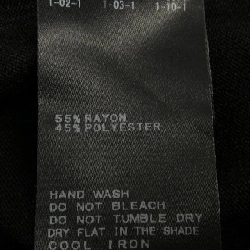 1-02-1 1-03-1 1-10-1
55% RAYON
45% POLYESTER
HAND WASH
DO NOT BLEACH
DO NOT TUMBLE DRY
DRY FLAT IN THE SHADE
COOL IRON